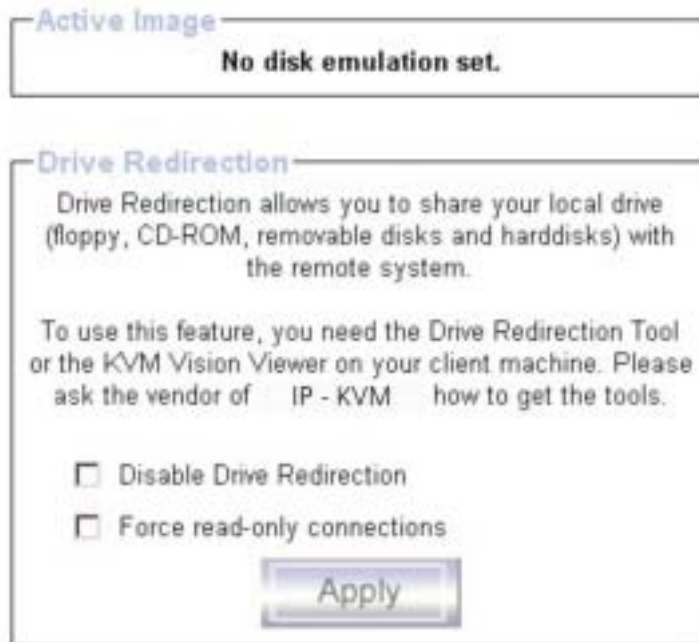 Active Image
No disk emulation set.
Drive Redirection
Drive Redirection allows you to share your local drive
(floppy, CD-ROM, removable disks and harddisks) with
the remote system.
To use this feature, you need the Drive Redirection Tool
or the KVM Vision Viewer on your client machine. Please
ask the vendor of IP - KVM how to get the tools.
Disable Drive Redirection
Force read-only connections
Apply